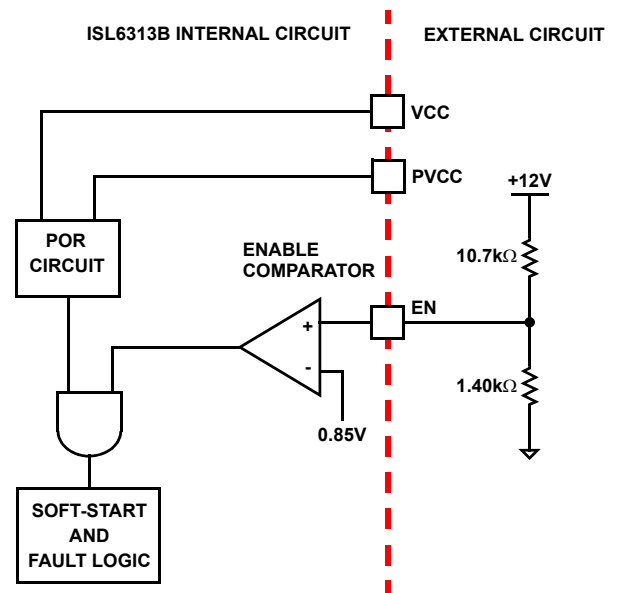 ISL6313B INTERNAL CIRCUIT
EXTERNAL CIRCUIT
VCC
PVCC
+12V
POR
CIRCUIT
ENABLE
COMPARATOR
10.7kΩ
EN
+
-
1.40kΩ
0.85V
SOFT-START
AND
FAULT LOGIC